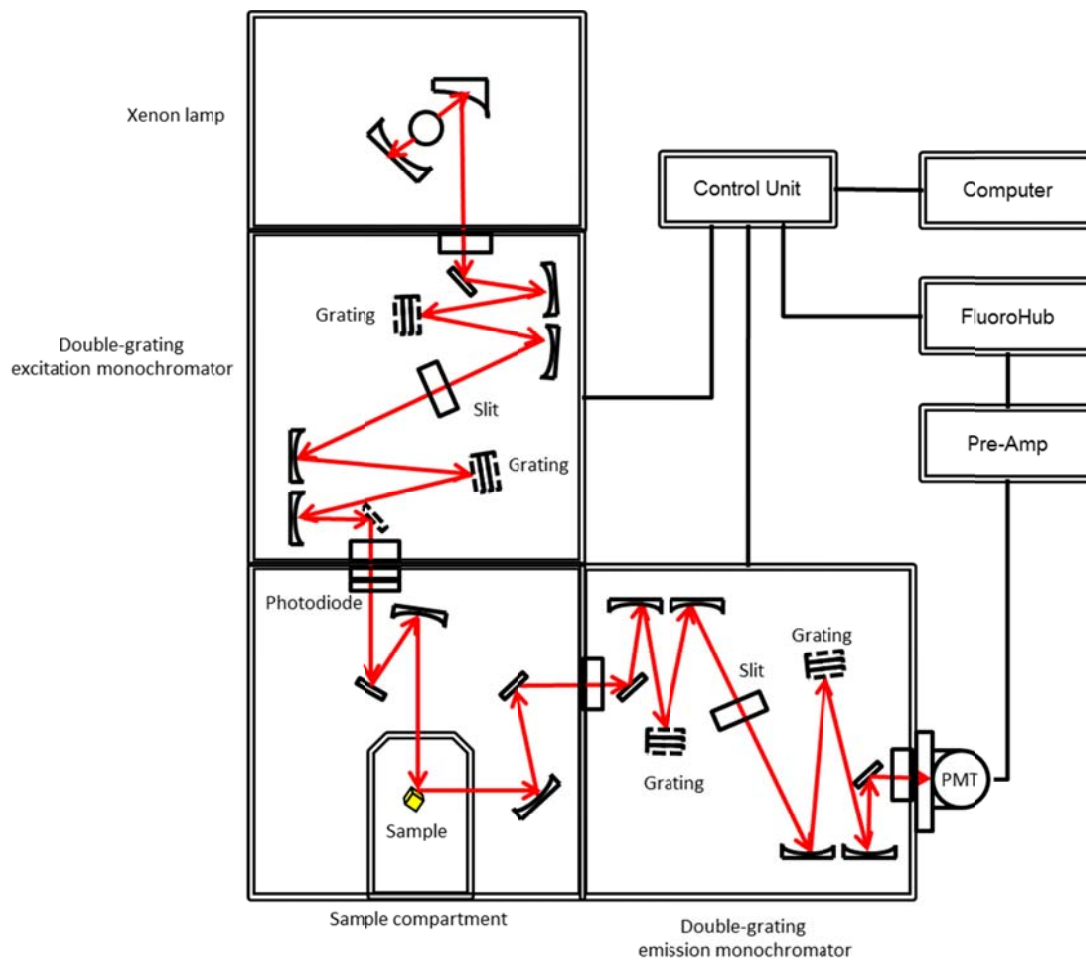 Xenon lamp
Control Unit
Computer
Grating
FluoroHub
Double-grating
excitation monochromator
Slit
Pre-Amp
Grating
Photodiode
Grating
Slit
Grating
PMT
Sample
Sample compartment
Double-grating
emission monochromator